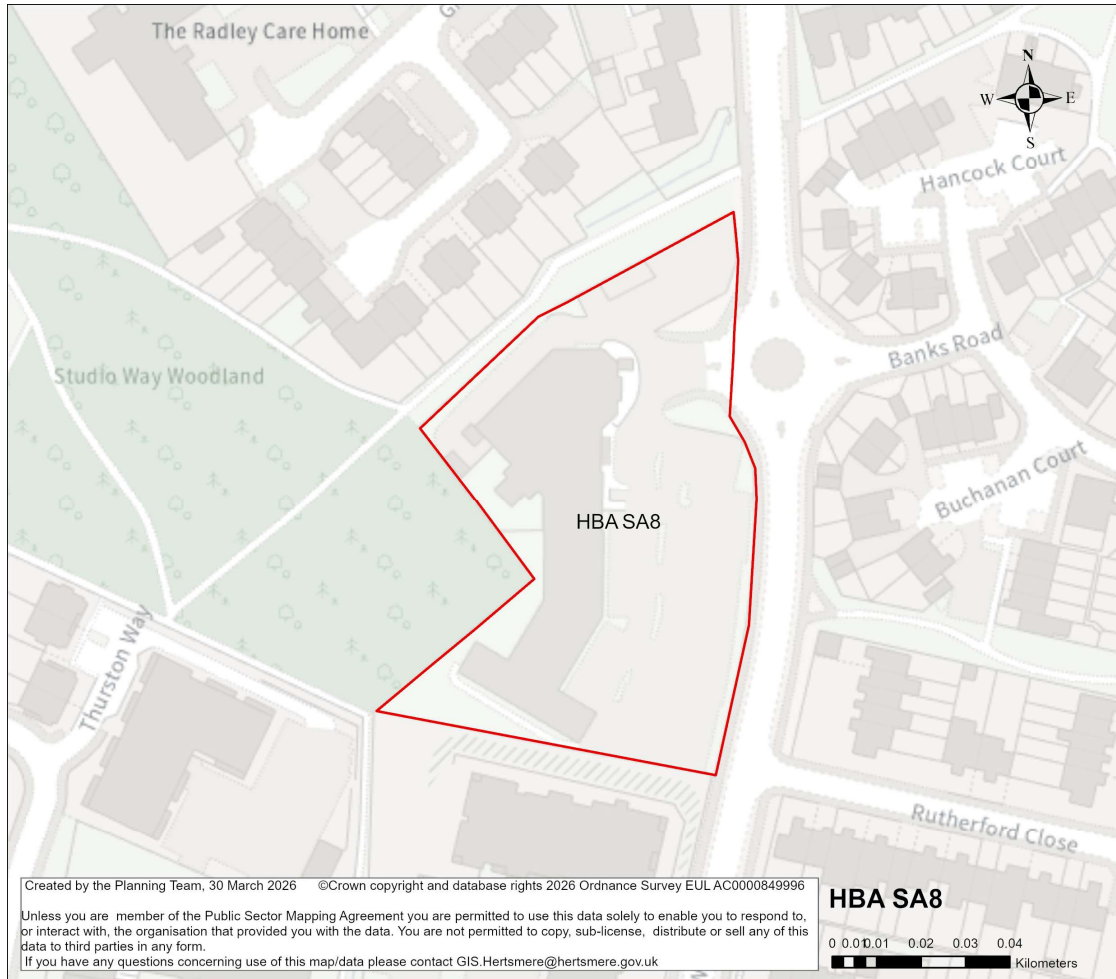 The Radley Care Home
N
W E
S
Hancock Court
Banks Road
Studio Way Woodland
Buchanan Court
HBA SA8
Thurston Way
Rutherford Close
Created by the Planning Team, 30 March 2026 ©Crown copyright and database rights 2026 Ordnance Survey EUL AC0000849996
Unless you are member of the Public Sector Mapping Agreement you are permitted to use this data solely to enable you to respond to,
or interact with, the organisation that provided you with the data. You are not permitted to copy, sub-license, distribute or sell any of this
data to third parties in any form.
If you have any questions concerning use of this map/data please contact GIS.Hertsmere@hertsmere.gov.uk
HBA SA8
0 0.01 0.01 0.02 0.03 0.04
Kilometers